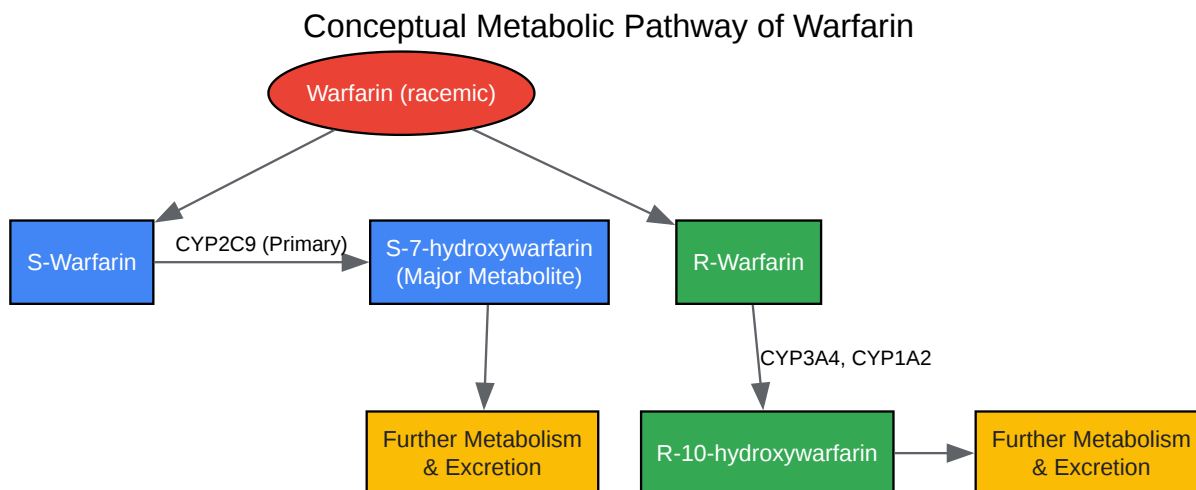 Conceptual Metabolic Pathway of Warfarin
Warfarin (racemic)
S-Warfarin
CYP2C9 (Primary)
S-7-hydroxywarfarin
(Major Metabolite)
R-Warfarin
CYP3A4, CYP1A2
Further Metabolism
& Excretion
R-10-hydroxywarfarin
Further Metabolism
& Excretion